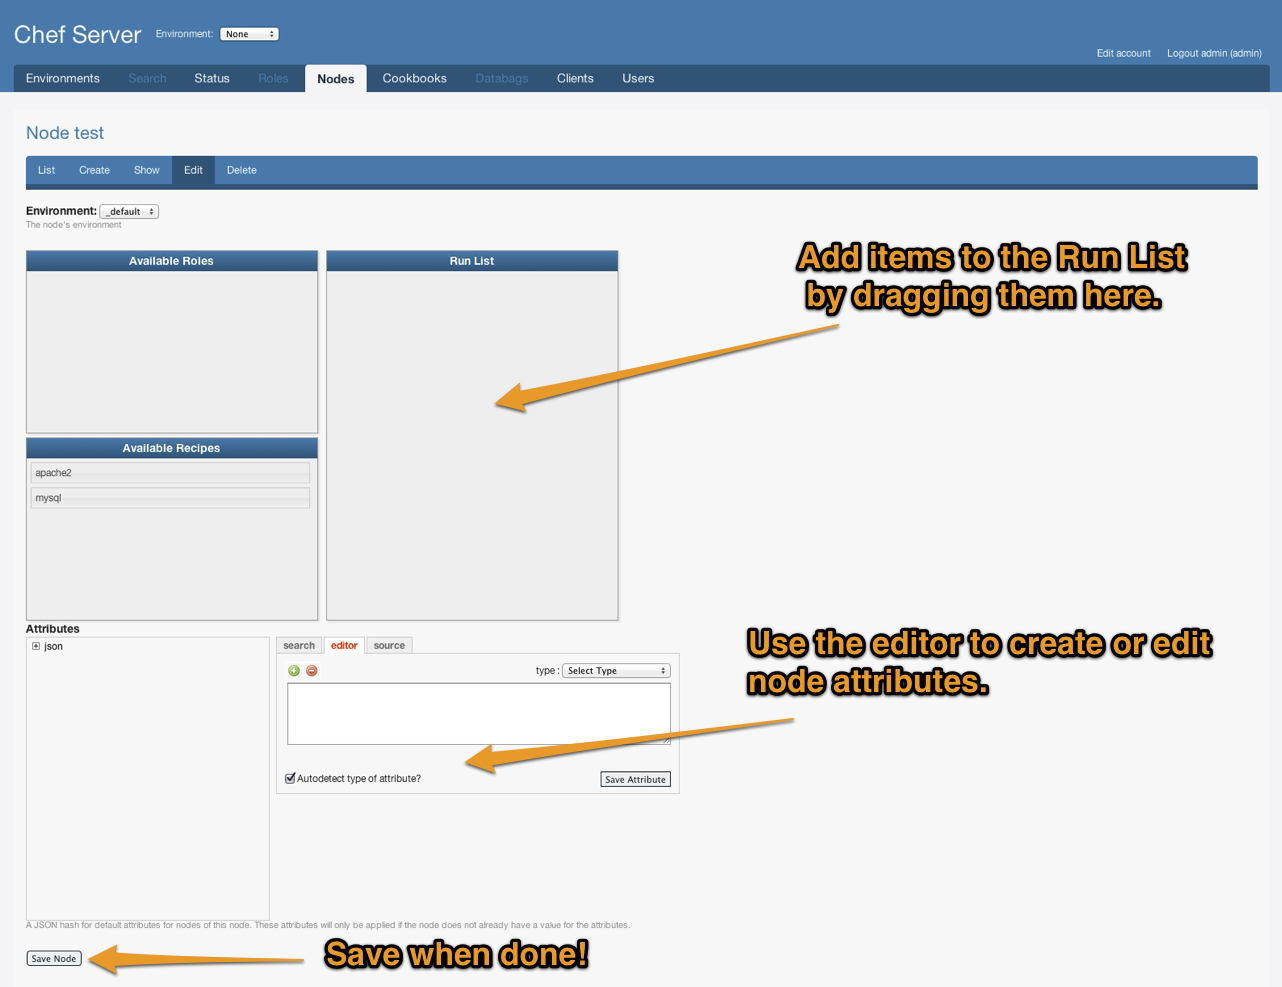 Chef Server Environment: None
Edit account Logout admin (admin)
Environments Search Status Roles Nodes Cookbooks Databags Clients Users
Node test
List Create Show Edit Delete
Environment: _default
The node's environment
Available Roles
Run List
Add items to the Run List
by dragging them here.
Available Recipes
apache2
mysql
Attributes
json
search editor source
type : Select Type
Use the editor to create or edit
node attributes.
Autodetect type of attribute? Save Attribute
A JSON hash for default attributes for nodes of this node. These attributes will only be applied if the node does not already have a value for the attributes.
Save Node
Save when done!